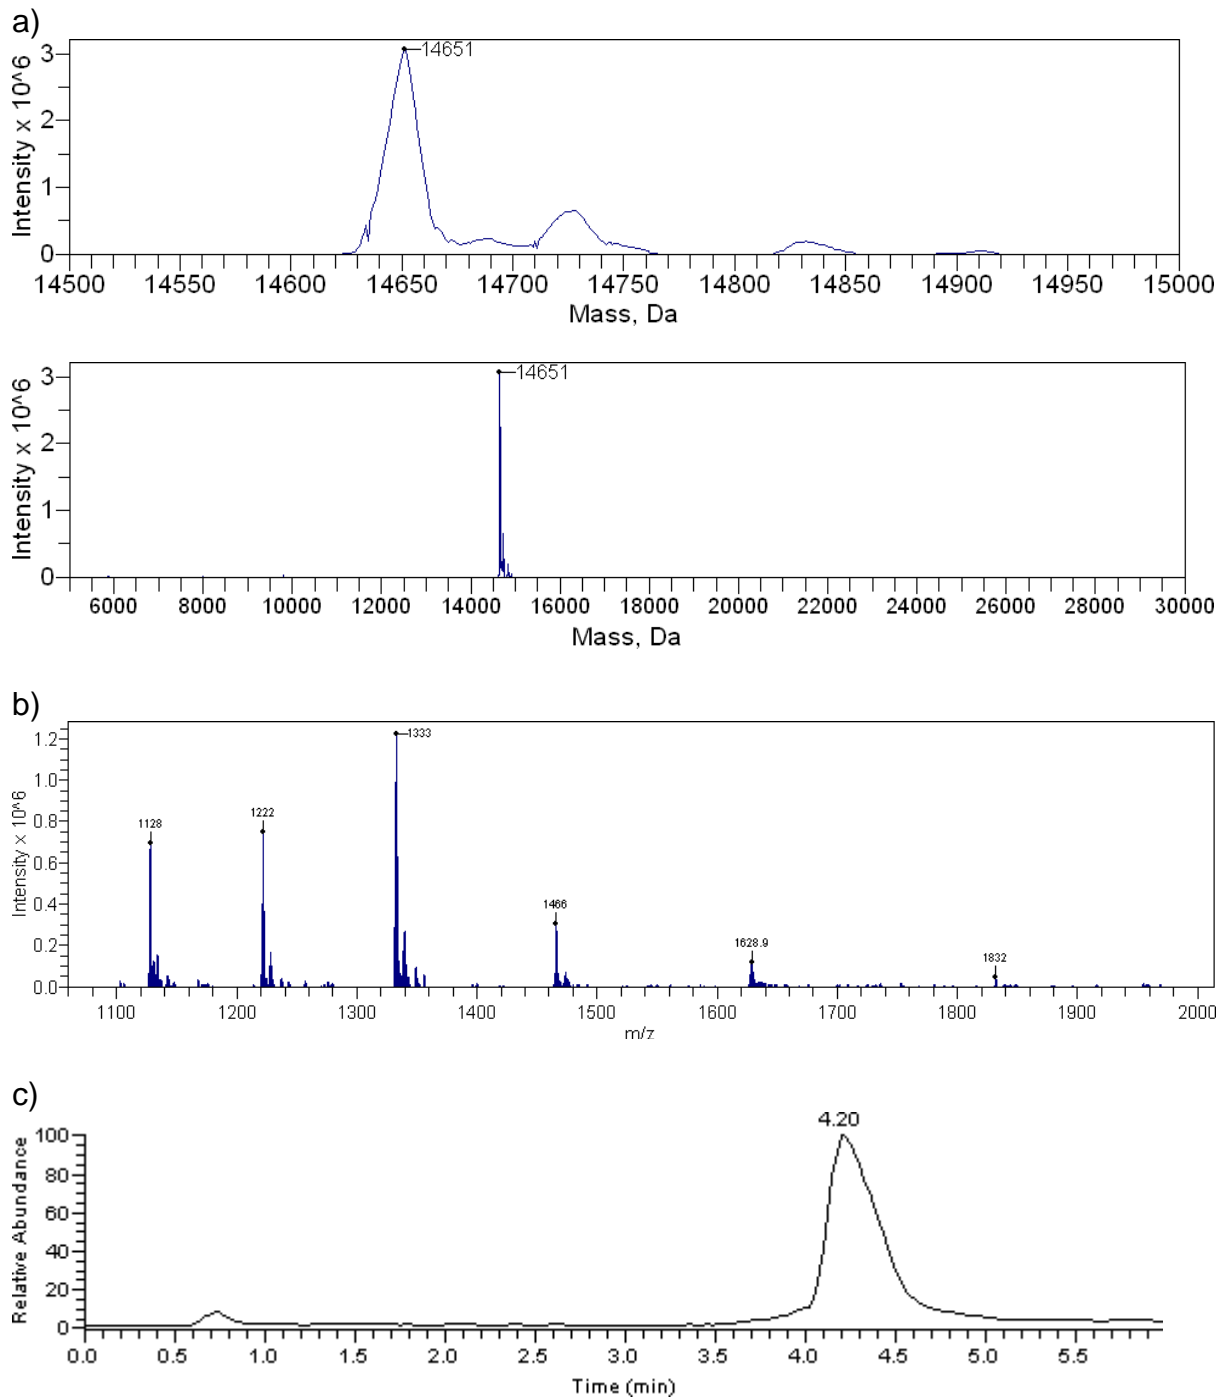 a)
14651
3
2
1
0
Intensity x 10^6
14500 14550 14600 14650 14700 14750 14800 14850 14900 14950 15000
Mass, Da
14651
3
2
1
0
Intensity x 10^6
6000 8000 10000 12000 14000 16000 18000 20000 22000 24000 26000 28000 30000
Mass, Da
b)
1.2
1.0
0.8
0.6
0.4
0.2
0.0
Intensity x 10^6
1333
1222
1128
1466
1628.9
1832
1100 1200 1300 1400 1500 1600 1700 1800 1900 2000
m/z
c)
4.20
100
80
60
40
20
0
Relative Abundance
0.0 0.5 1.0 1.5 2.0 2.5 3.0 3.5 4.0 4.5 5.0 5.5
Time (min)